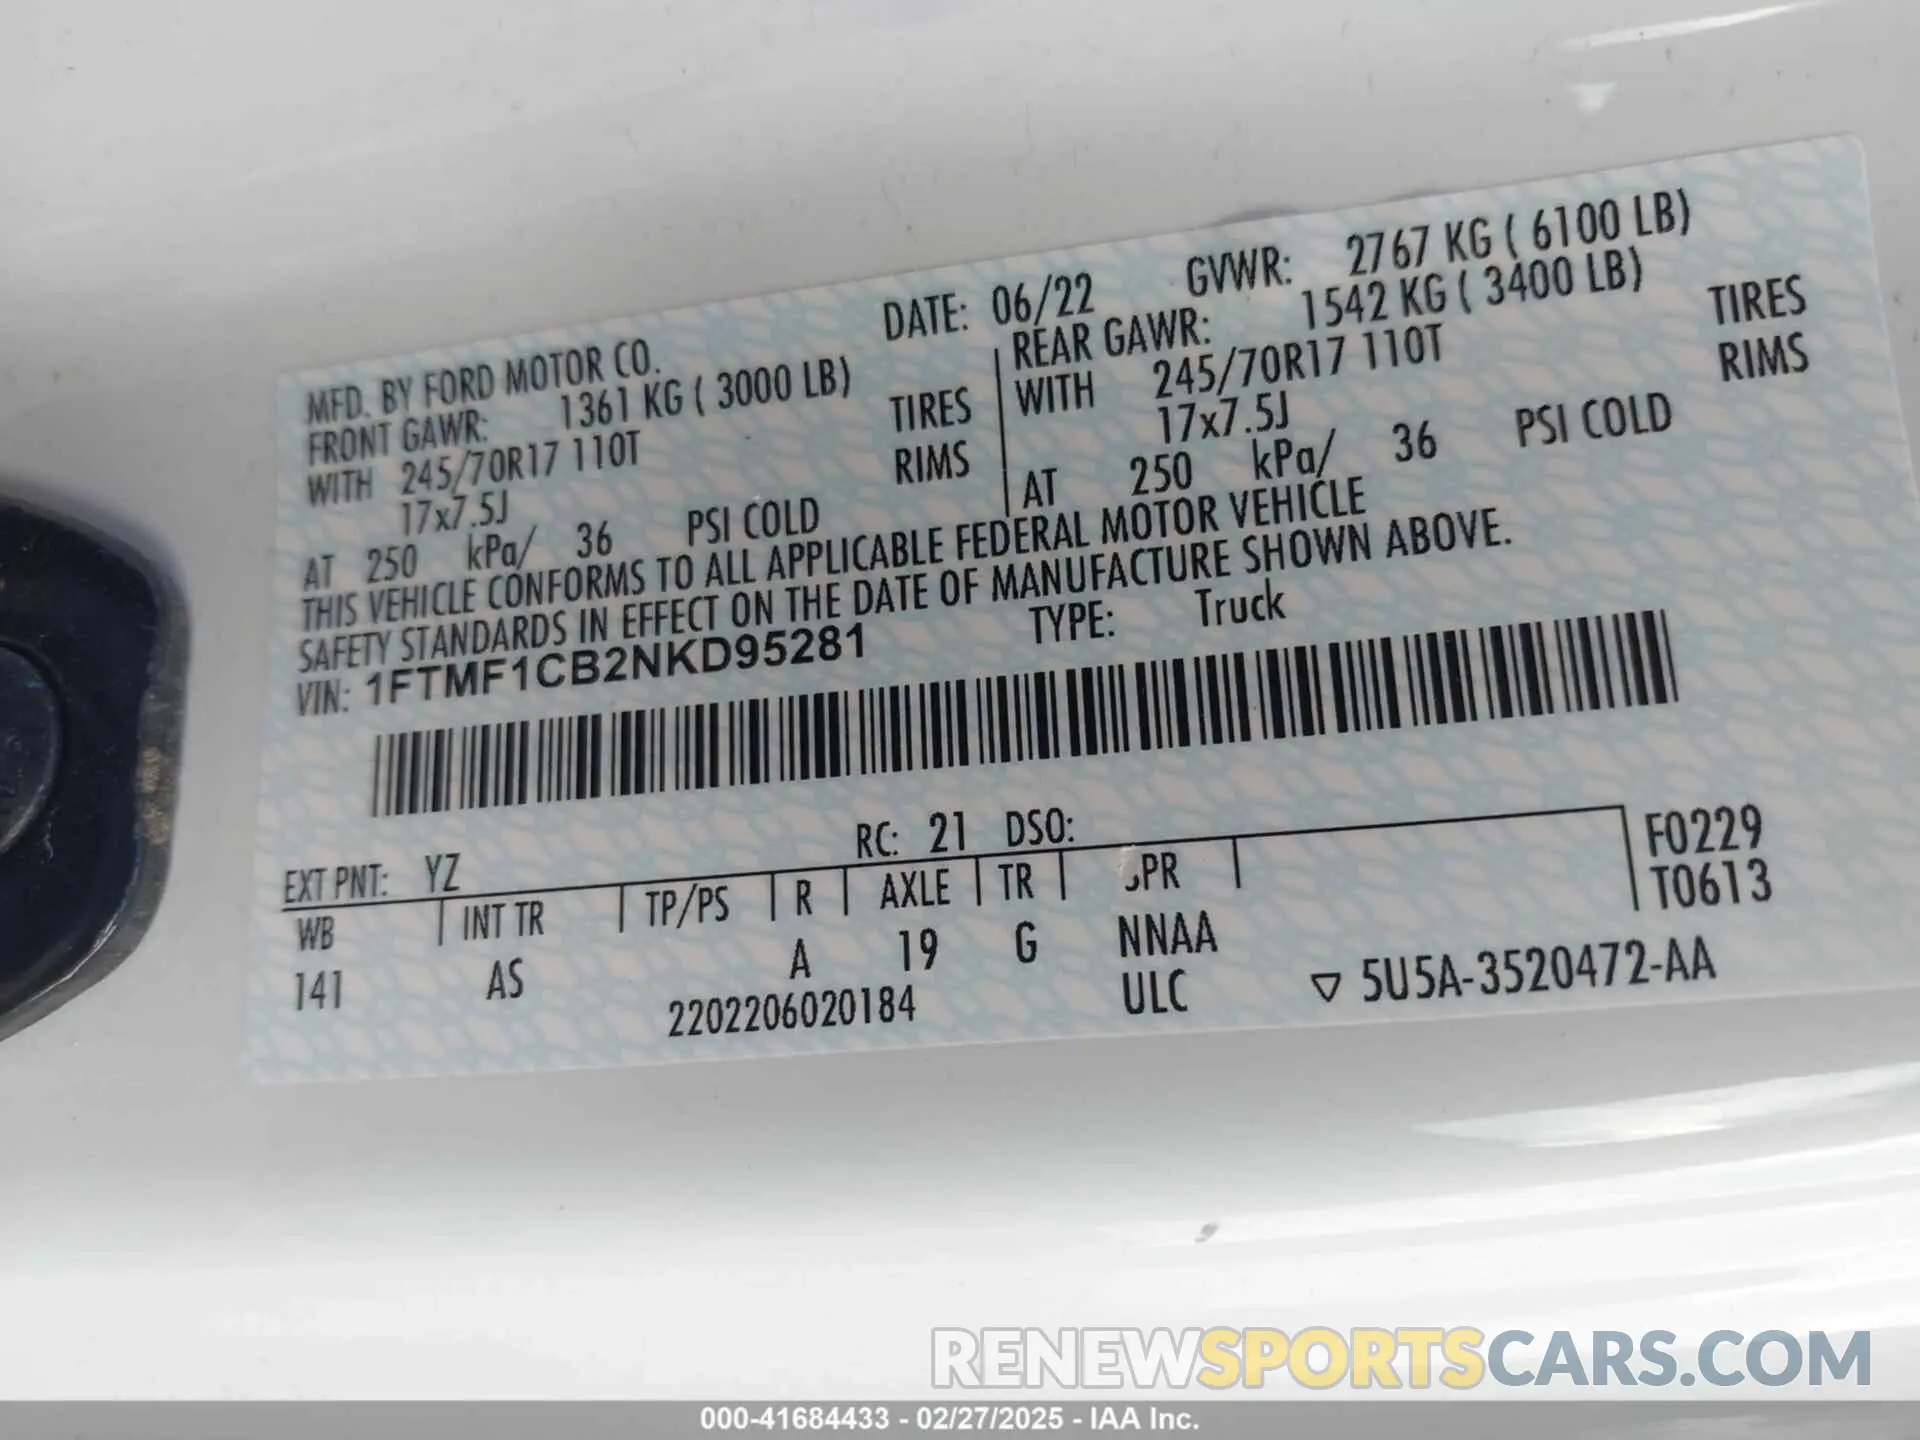 MFD. BY FORD MOTOR CO.
DATE: 06/22 GVWR: 2767 KG ( 6100 LB)
FRONT GAWR: 1361 KG ( 3000 LB)
WITH 245/70R17 110T TIRES
17x7.5J RIMS
AT 250 kPa/ 36 PSI COLD
REAR GAWR: 1542 KG ( 3400 LB)
WITH 245/70R17 110T TIRES
17x7.5J RIMS
AT 250 kPa/ 36 PSI COLD
THIS VEHICLE CONFORMS TO ALL APPLICABLE FEDERAL MOTOR VEHICLE
SAFETY STANDARDS IN EFFECT ON THE DATE OF MANUFACTURE SHOWN ABOVE.
VIN: 1FTMF1CB2NKD95281 TYPE: Truck
EXT PNT: YZ RC: 21 DSO:
WB INT TR TP/PS R AXLE TR SPR F0229
T0613
141 AS A 19 G NNAA
2202206020184 ULC ▽ 5U5A-3520472-AA
RENEWSPORTSCARS.COM
000-41684433 - 02/27/2025 - IAA Inc.